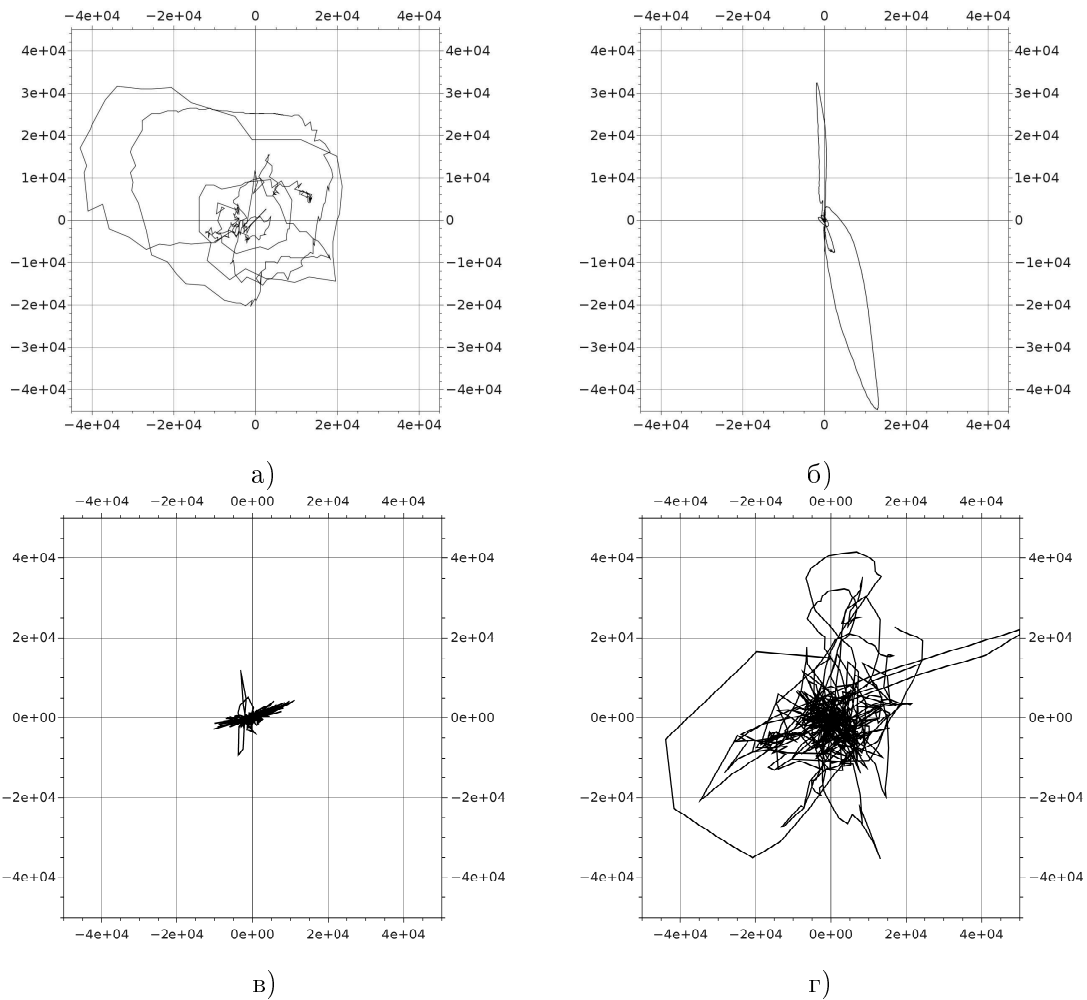 −4e+04 −2e+04 0 2e+04 4e+04 −4e+04 −2e+04 0 2e+04 4e+04
4e+04 4e+04 4e+04 4e+04
3e+04 3e+04 3e+04 3e+04
2e+04 2e+04 2e+04 2e+04
1e+04 1e+04 1e+04 1e+04
0 0 0 0
−1e+04 −1e+04 −1e+04 −1e+04
−2e+04 −2e+04 −2e+04 −2e+04
−3e+04 −3e+04 −3e+04 −3e+04
−4e+04 −4e+04 −4e+04 −4e+04
−4e+04 −2e+04 0 2e+04 4e+04 −4e+04 −2e+04 0 2e+04 4e+04
а) б)
−4e+04 −2e+04 0e+00 2e+04 4e+04 −4e+04 −2e+04 0e+00 2e+04 4e+04
4e+04 4e+04 4e+04 4e+04
2e+04 2e+04 2e+04 2e+04
0e+00 0e+00 0e+00 0e+00
−2e+04 −2e+04 −2e+04 −2e+04
−4e+04 −4e+04 −4e+04 −4e+04
−4e+04 −2e+04 0e+00 2e+04 4e+04 −4e+04 −2e+04 0e+00 2e+04 4e+04
в) г)